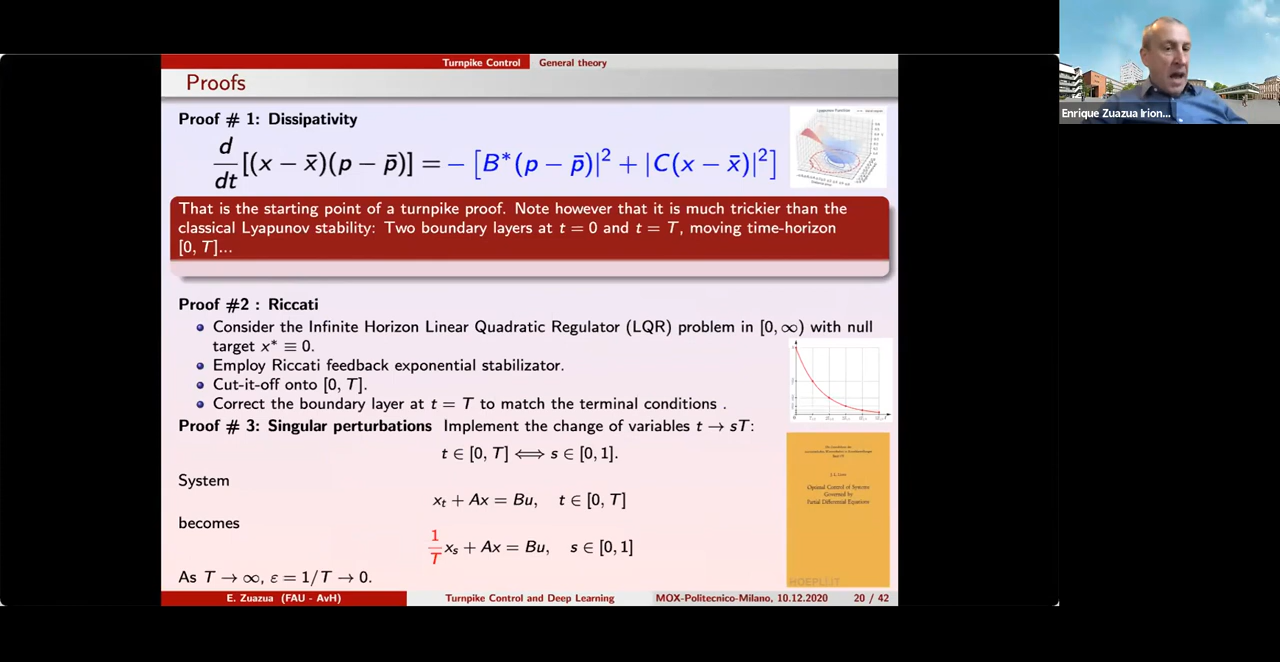 Turnpike Control General theory
Proofs
Proof # 1: Dissipativity
d/dt [(x − x̄)(p − p̄)] = − [B*(p − p̄)|² + |C(x − x̄)|²]
That is the starting point of a turnpike proof. Note however that it is much trickier than the
classical Lyapunov stability: Two boundary layers at t = 0 and t = T, moving time-horizon
[0, T]...
Proof #2 : Riccati
Consider the Infinite Horizon Linear Quadratic Regulator (LQR) problem in [0, ∞) with null
target x* ≡ 0.
Employ Riccati feedback exponential stabilizator.
Cut-it-off onto [0, T].
Correct the boundary layer at t = T to match the terminal conditions .
Proof # 3: Singular perturbations Implement the change of variables t → sT:
t ∈ [0, T] ⟺ s ∈ [0, 1].
System
xₜ + Ax = Bu, t ∈ [0, T]
becomes
1/T xₛ + Ax = Bu, s ∈ [0, 1]
As T → ∞, ε = 1/T → 0.
J. L. Lions
Optimal Control of Systems
Governed by
Partial Differential Equations
HOEPLI.IT
E. Zuazua (FAU - AvH) Turnpike Control and Deep Learning MOX-Politecnico-Milano, 10.12.2020 20 / 42
Enrique Zuazua Irion...